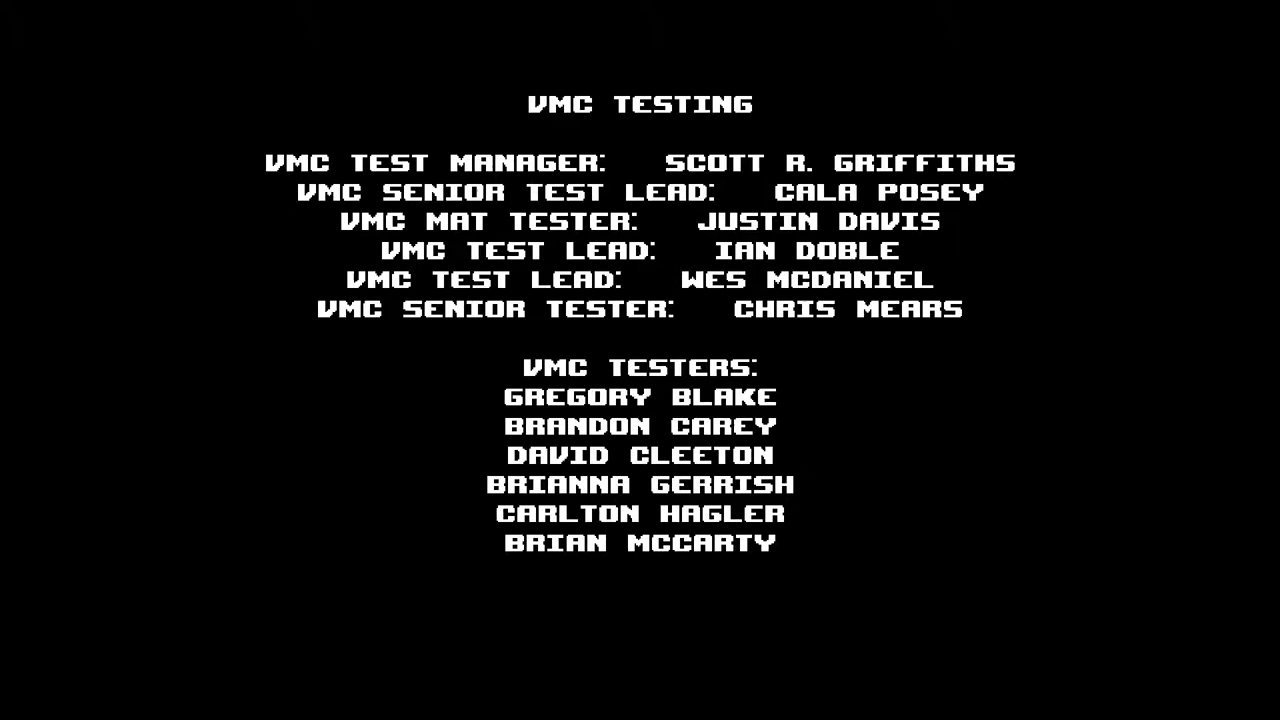 VMC TESTING
VMC TEST MANAGER: SCOTT R. GRIFFITHS
VMC SENIOR TEST LEAD: CALA POSEY
VMC MAT TESTER: JUSTIN DAVIS
VMC TEST LEAD: IAN DOBLE
VMC TEST LEAD: WES MCDANIEL
VMC SENIOR TESTER: CHRIS MEARS
VMC TESTERS:
GREGORY BLAKE
BRANDON CAREY
DAVID CLEETON
BRIANNA GERRISH
CARLTON HAGLER
BRIAN MCCARTY